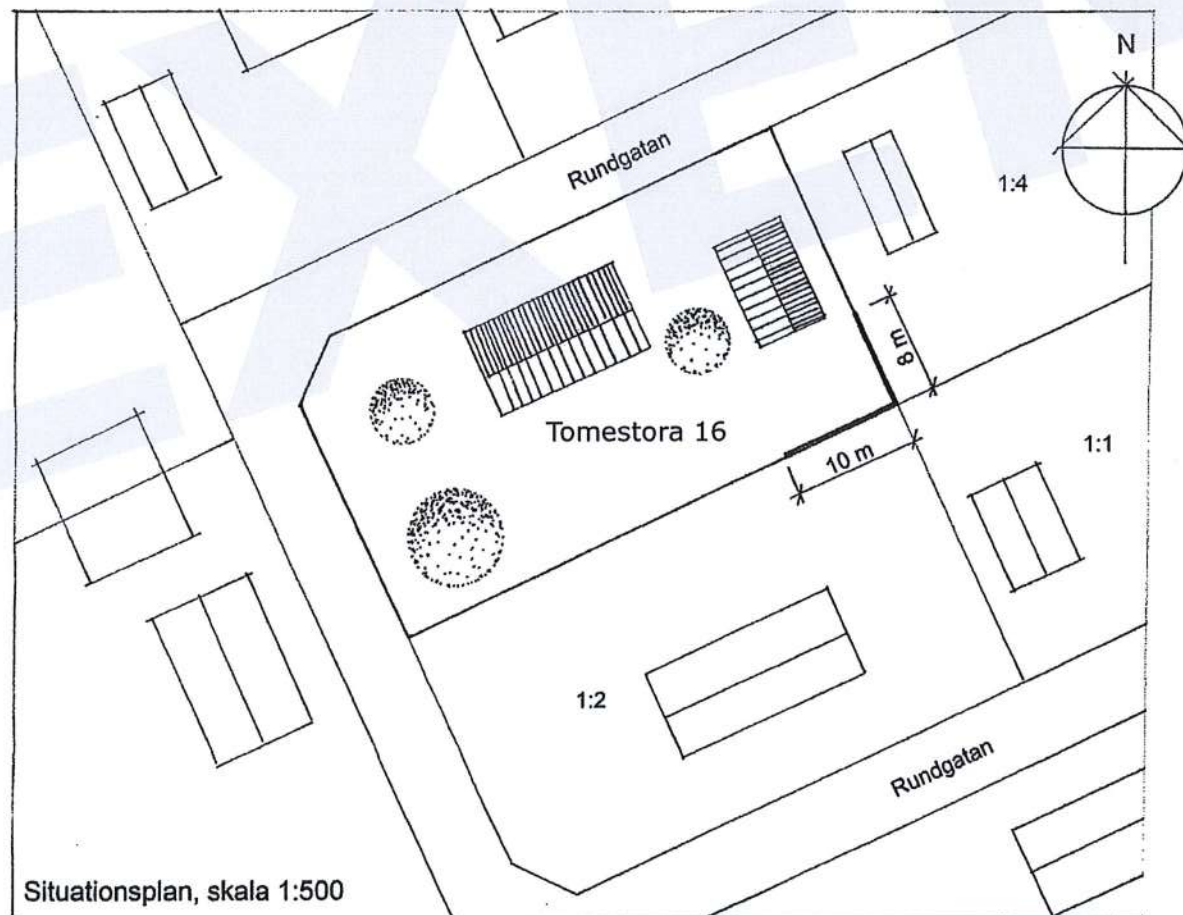 N
Rundgatan
1:4
8 m
Tomestora 16
10 m
1:1
1:2
Rundgatan
Situationsplan, skala 1:500